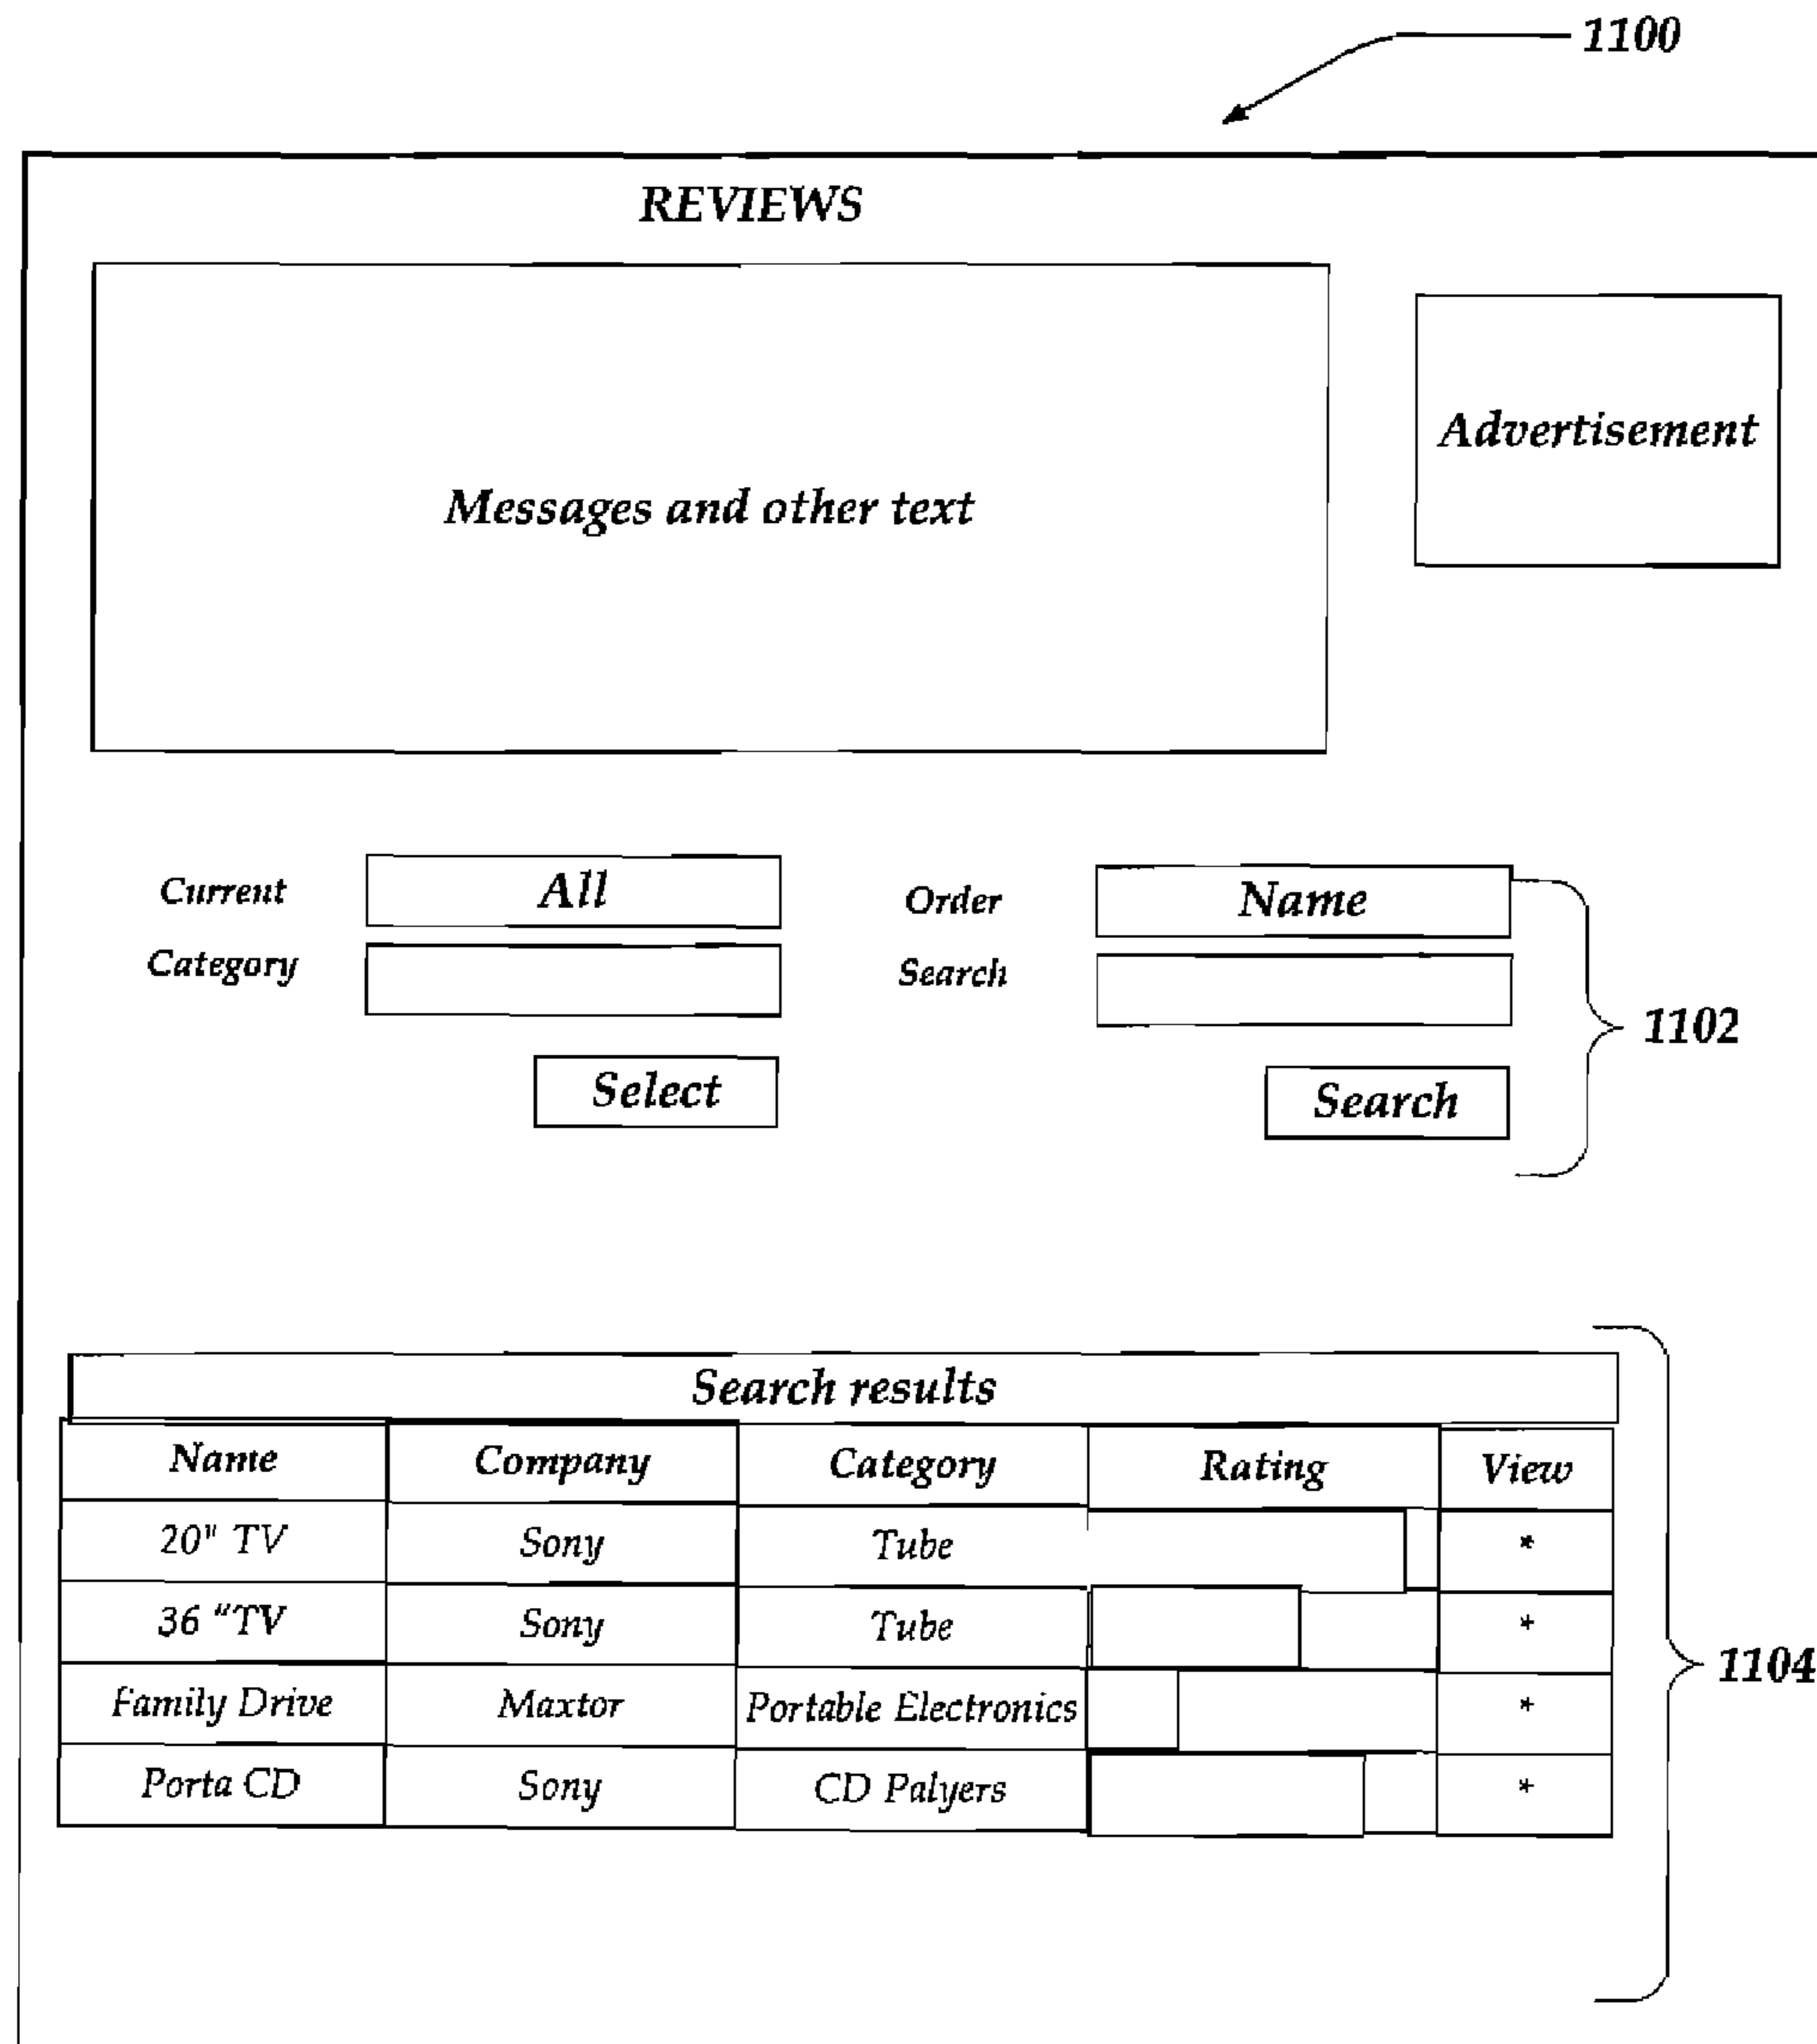 1100
REVIEWS
Advertisement
Messages and other text
Current All Order Name
Category Search
1102
Select Search
Search results
Name Company Category Rating View
20" TV Sony Tube *
36 "TV Sony Tube *
1104
Family Drive Maxtor Portable Electronics *
Porta CD Sony CD Palyers *